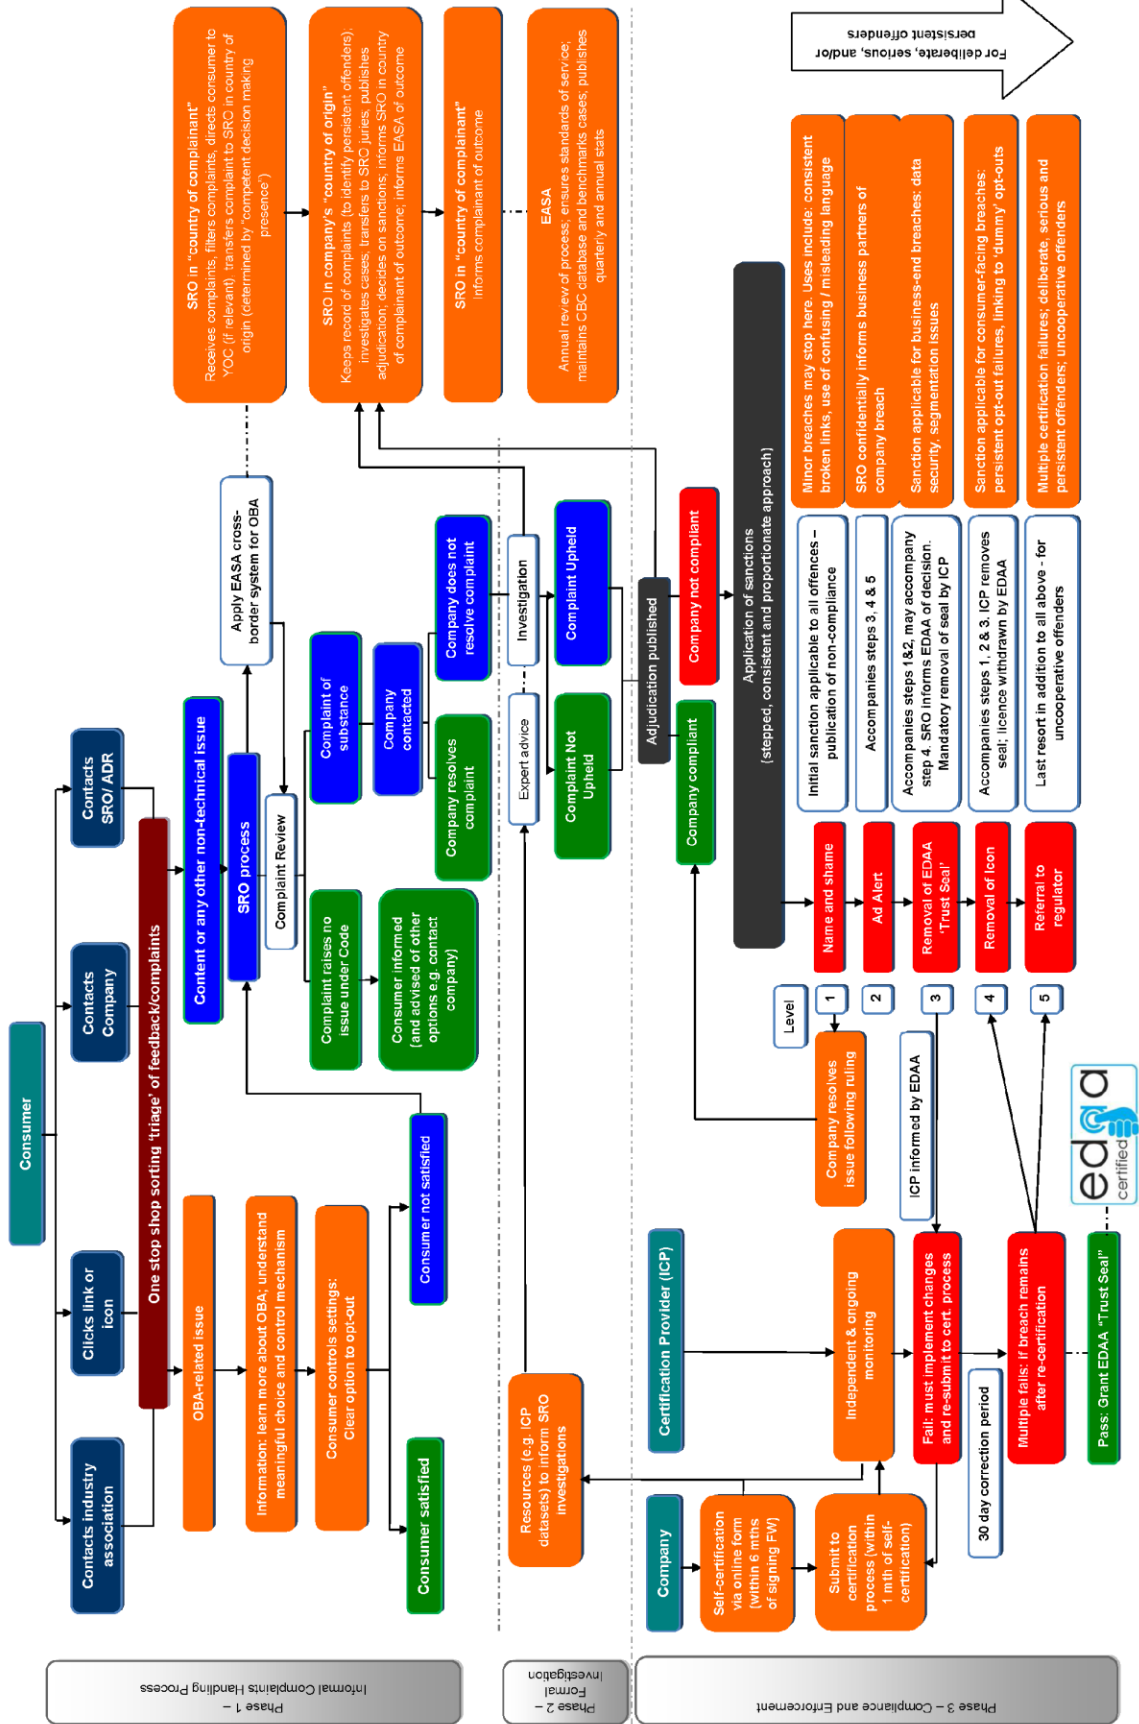 Consumer
Contacts industry
association
Clicks link or
icon
Contacts
Company
Contacts
SRO/ ADR
One stop shop sorting 'triage' of feedback/complaints
OBA-related issue
Information: learn more about OBA; understand
meaningful choice and control mechanism
Consumer controls settings:
Clear option to opt-out
Consumer satisfied
Consumer not satisfied
Content or any other non-technical issue
SRO process
Apply EASA cross-
border system for OBA
Complaint Review
Complaint raises no
issue under Code
Consumer informed
(and advised of other
options e.g. contact
company)
Complaint of
substance
Company
contacted
Company resolves
complaint
Company does not
resolve complaint
SRO in "country of complainant"
Receives complaints, filters complaints, directs consumer to
YOC (if relevant), transfers complaint to SRO in country of
origin (determined by "competent decision making
presence")
SRO in company's "country of origin"
Keeps record of complaints (to identify persistent offenders);
investigates cases, transfers to SRO juries; publishes
adjudication; decides on sanctions; informs SRO in country
of complainant of outcome; informs EASA of outcome
SRO in "country of complainant"
Informs complainant of outcome
EASA
Annual review of process; ensures standards of service;
maintains CBC database and benchmarks cases; publishes
quarterly and annual stats
Phase 1 –
Informal Complaints Handling Process
Resources (e.g. ICP
datasets) to inform SRO
investigations
Expert advice
Investigation
Complaint Not
Upheld
Complaint Upheld
Phase 2 –
Formal
Investigation
Adjudication published
Company compliant
Company not compliant
Application of sanctions
(stepped, consistent and proportionate approach)
Company
Self-certification
via online form
(within 6 mths
of signing FW)
Submit to
certification
process (within
1 mth of self-
certification)
Certification Provider (ICP)
Independent & ongoing
monitoring
Fail: must implement changes
and re-submit to cert. process
30 day correction period
Multiple fails: if breach remains
after re-certification
Pass: Grant EDAA "Trust Seal"
edaa
certified
Company resolves
issue following ruling
ICP informed by EDAA
Level
1
Name and shame
Initial sanction applicable to all offences –
publication of non-compliance
Minor breaches may stop here. Uses include: consistent
broken links, use of confusing / misleading language
2
Ad Alert
Accompanies steps 3, 4 & 5
SRO confidentially informs business partners of
company breach
3
Removal of EDAA
'Trust Seal'
Accompanies steps 1&2, may accompany
step 4. SRO informs EDAA of decision.
Mandatory removal of seal by ICP
Sanction applicable for business-end breaches: data
security, segmentation issues
4
Removal of Icon
Accompanies steps 1, 2 & 3. ICP removes
seal; licence withdrawn by EDAA
Sanction applicable for consumer-facing breaches:
persistent opt-out failures, linking to 'dummy' opt-outs
5
Referral to
regulator
Last resort in addition to all above - for
uncooperative offenders
Multiple certification failures; deliberate, serious and
persistent offenders; uncooperative offenders
For deliberate, serious, and/or
persistent offenders
Phase 3 – Compliance and Enforcement